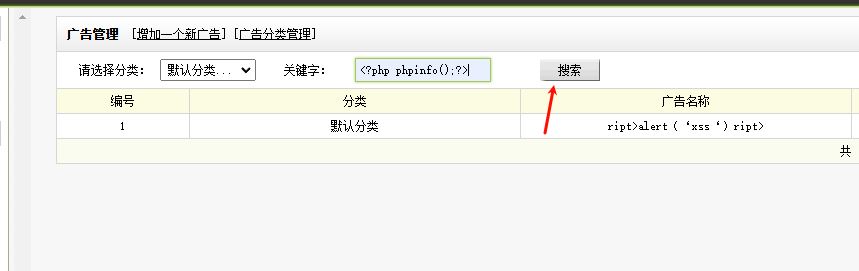 广告管理 [增加一个新广告] [广告分类管理]
请选择分类: 默认分类... 关键字: <?php phpinfo();?> 搜索
编号 分类 广告名称
1 默认分类 ript>alert（‘xss‘）ript>
共